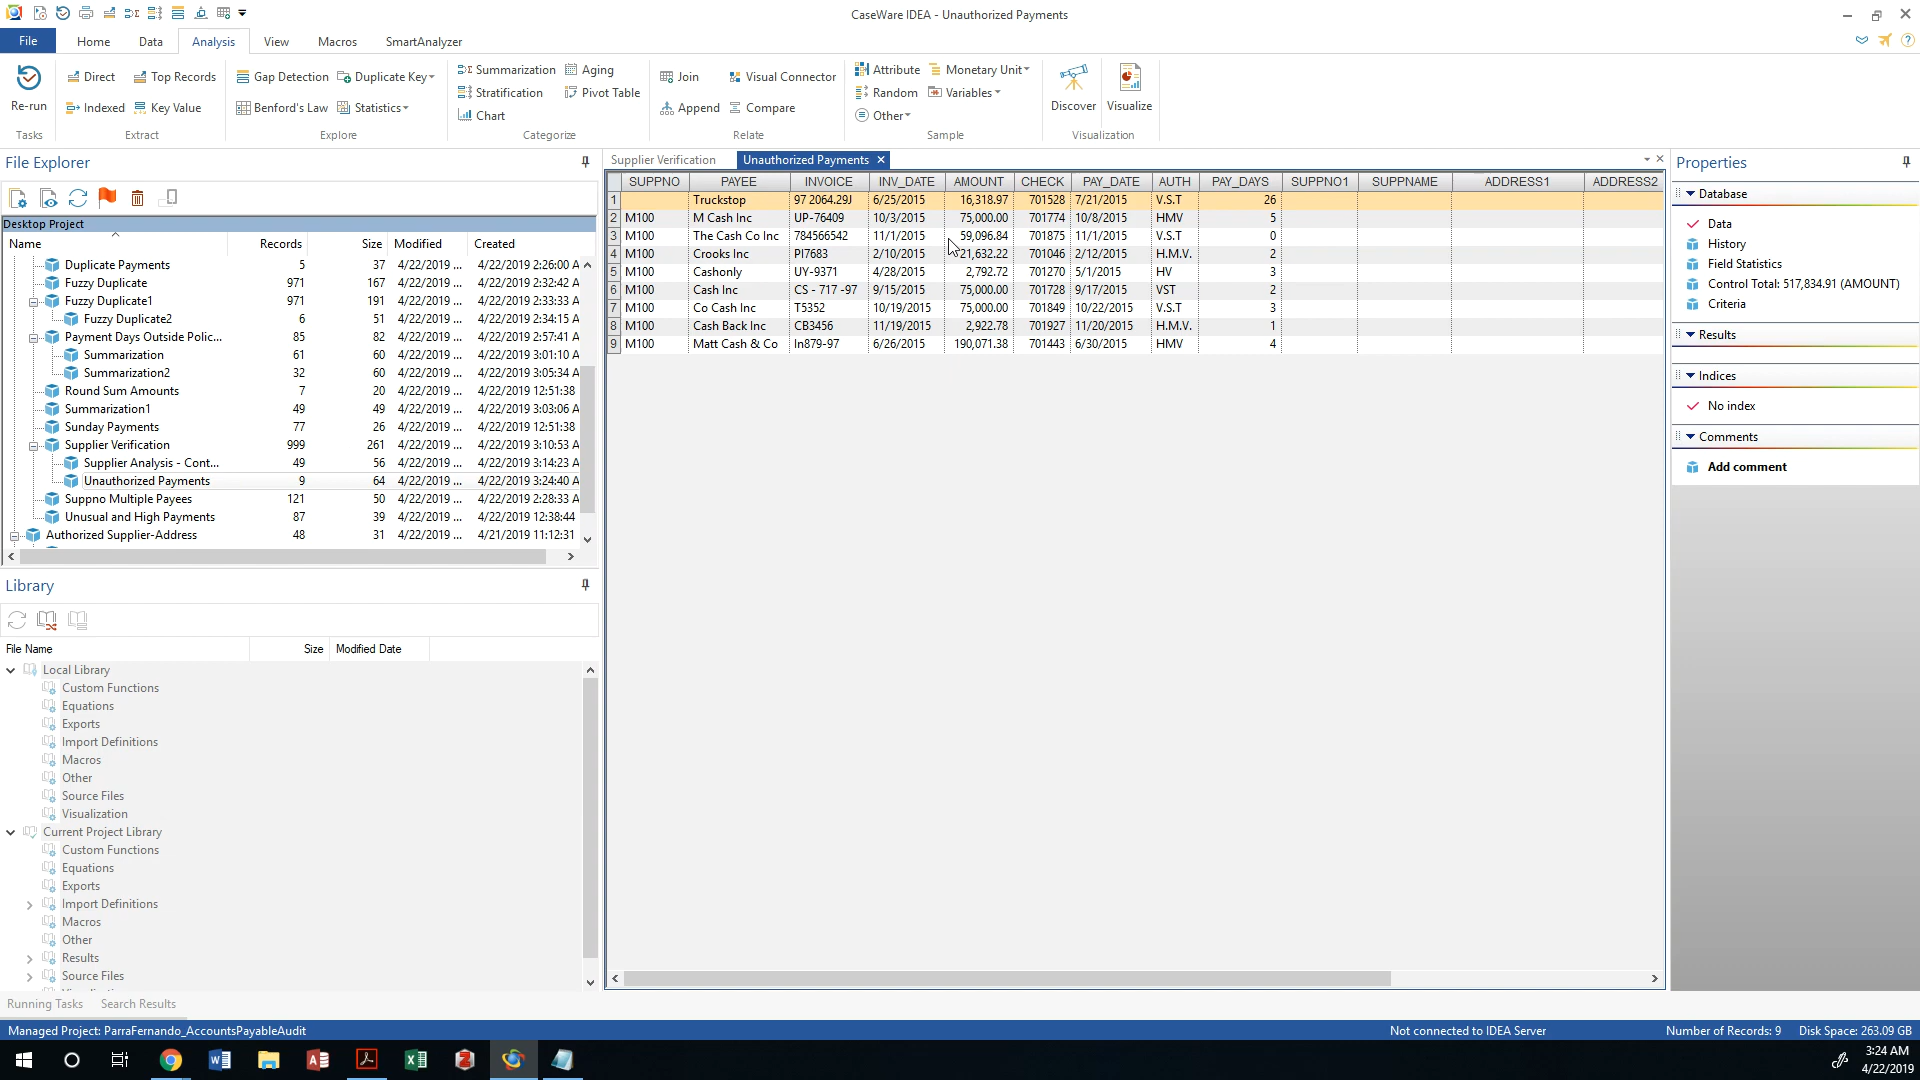 CaseWare IDEA - Unauthorized Payments
File Home Data Analysis View Macros SmartAnalyzer
Re-run
Tasks
Direct Top Records
Indexed Key Value
Extract
Gap Detection Duplicate Key
Benford's Law Statistics
Explore
Summarization Aging
Stratification Pivot Table
Chart
Categorize
Join Visual Connector
Append Compare
Relate
Attribute Monetary Unit
Random Variables
Other
Sample
Discover Visualize
Visualization
File Explorer
Desktop Project
Name Records Size Modified Created
Duplicate Payments 5 37 4/22/2019 ... 4/22/2019 2:26:00 A
Fuzzy Duplicate 971 167 4/22/2019 ... 4/22/2019 2:32:42 A
Fuzzy Duplicate1 971 191 4/22/2019 ... 4/22/2019 2:33:33 A
Fuzzy Duplicate2 6 51 4/22/2019 ... 4/22/2019 2:34:15 A
Payment Days Outside Polic... 85 82 4/22/2019 ... 4/22/2019 2:57:41 A
Summarization 61 60 4/22/2019 ... 4/22/2019 3:01:10 A
Summarization2 32 60 4/22/2019 ... 4/22/2019 3:05:34 A
Round Sum Amounts 7 20 4/22/2019 ... 4/22/2019 12:51:38
Summarization1 49 49 4/22/2019 ... 4/22/2019 3:03:06 A
Sunday Payments 77 26 4/22/2019 ... 4/22/2019 12:51:38
Supplier Verification 999 261 4/22/2019 ... 4/22/2019 3:10:53 A
Supplier Analysis - Cont... 49 56 4/22/2019 ... 4/22/2019 3:14:23 A
Unauthorized Payments 9 64 4/22/2019 ... 4/22/2019 3:24:40 A
Suppno Multiple Payees 121 50 4/22/2019 ... 4/22/2019 2:28:33 A
Unusual and High Payments 87 39 4/22/2019 ... 4/22/2019 12:38:44
Authorized Supplier-Address 48 31 4/22/2019 ... 4/21/2019 11:12:31
Library
File Name Size Modified Date
Local Library
Custom Functions
Equations
Exports
Import Definitions
Macros
Other
Source Files
Visualization
Current Project Library
Custom Functions
Equations
Exports
Import Definitions
Macros
Other
Results
Source Files
Running Tasks Search Results
Supplier Verification Unauthorized Payments
SUPPNO PAYEE INVOICE INV_DATE AMOUNT CHECK PAY_DATE AUTH PAY_DAYS SUPPNO1 SUPPNAME ADDRESS1 ADDRESS2
1 Truckstop 97 2064.29J 6/25/2015 16,318.97 701528 7/21/2015 V.S.T 26
2 M100 M Cash Inc UP-76409 10/3/2015 75,000.00 701774 10/8/2015 HMV 5
3 M100 The Cash Co Inc 784566542 11/1/2015 59,096.84 701875 11/1/2015 V.S.T 0
4 M100 Crooks Inc PI7683 2/10/2015 21,632.22 701046 2/12/2015 H.M.V. 2
5 M100 Cashonly UY-9371 4/28/2015 2,792.72 701270 5/1/2015 HV 3
6 M100 Cash Inc CS - 717 -97 9/15/2015 75,000.00 701728 9/17/2015 VST 2
7 M100 Co Cash Inc T5352 10/19/2015 75,000.00 701849 10/22/2015 V.S.T 3
8 M100 Cash Back Inc CB3456 11/19/2015 2,922.78 701927 11/20/2015 H.M.V. 1
9 M100 Matt Cash & Co In879-97 6/26/2015 190,071.38 701443 6/30/2015 HMV 4
Properties
Database
Data
History
Field Statistics
Control Total: 517,834.91 (AMOUNT)
Criteria
Results
Indices
No index
Comments
Add comment
Managed Project: ParraFernando_AccountsPayableAudit Not connected to IDEA Server Number of Records: 9 Disk Space: 263.09 GB
3:24 AM
4/22/2019